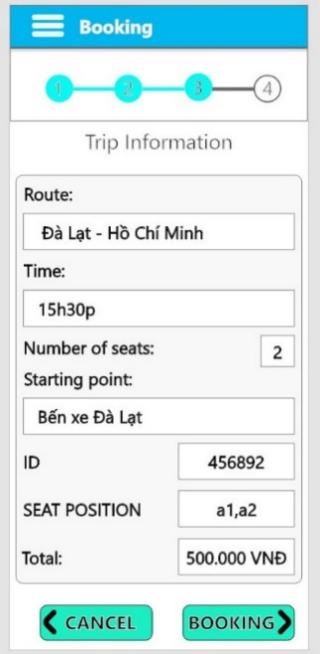 Booking
1 2 3 4
Trip Information
Route:
Đà Lạt - Hồ Chí Minh
Time:
15h30p
Number of seats: 2
Starting point:
Bến xe Đà Lạt
ID 456892
SEAT POSITION a1,a2
Total: 500.000 VNĐ
CANCEL BOOKING